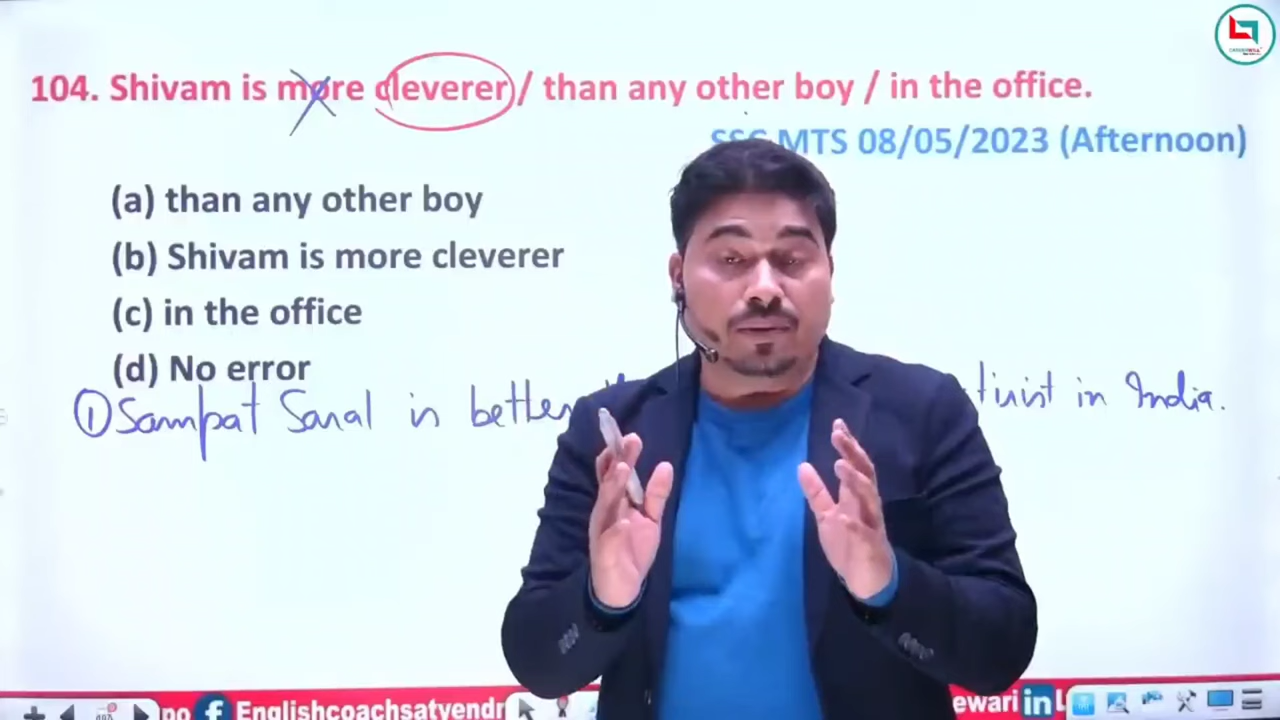 104. Shivam is more cleverer / than any other boy / in the office.
SSC MTS 08/05/2023 (Afternoon)
(a) than any other boy
(b) Shivam is more cleverer
(c) in the office
(d) No error
① Sampat Saral is better in India.
Englishcoachsatyendr ewari in L